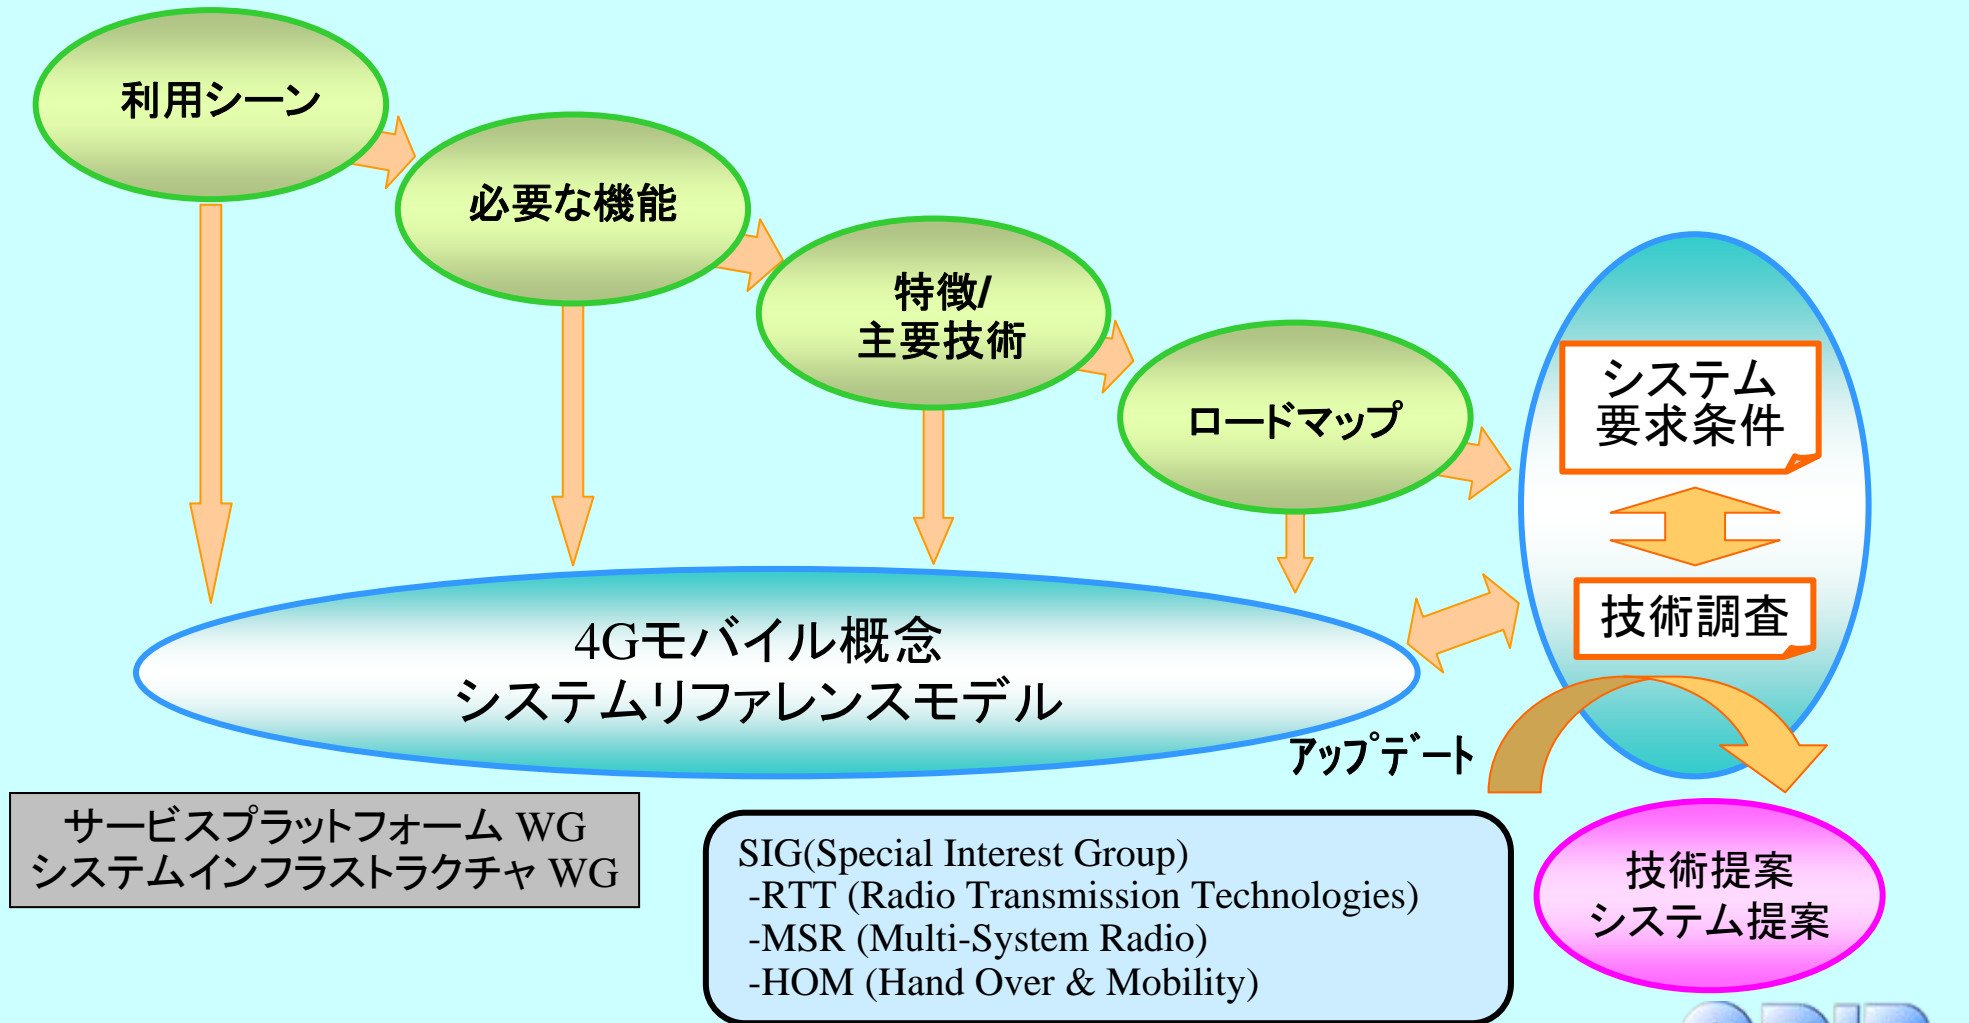 利用シーン
必要な機能
特徴/
主要技術
ロードマップ
システム
要求条件
技術調査
4Gモバイル概念
システムリファレンスモデル
アップデート
サービスプラットフォーム WG
システムインフラストラクチャ WG
SIG(Special Interest Group)
-RTT (Radio Transmission Technologies)
-MSR (Multi-System Radio)
-HOM (Hand Over & Mobility)
技術提案
システム提案